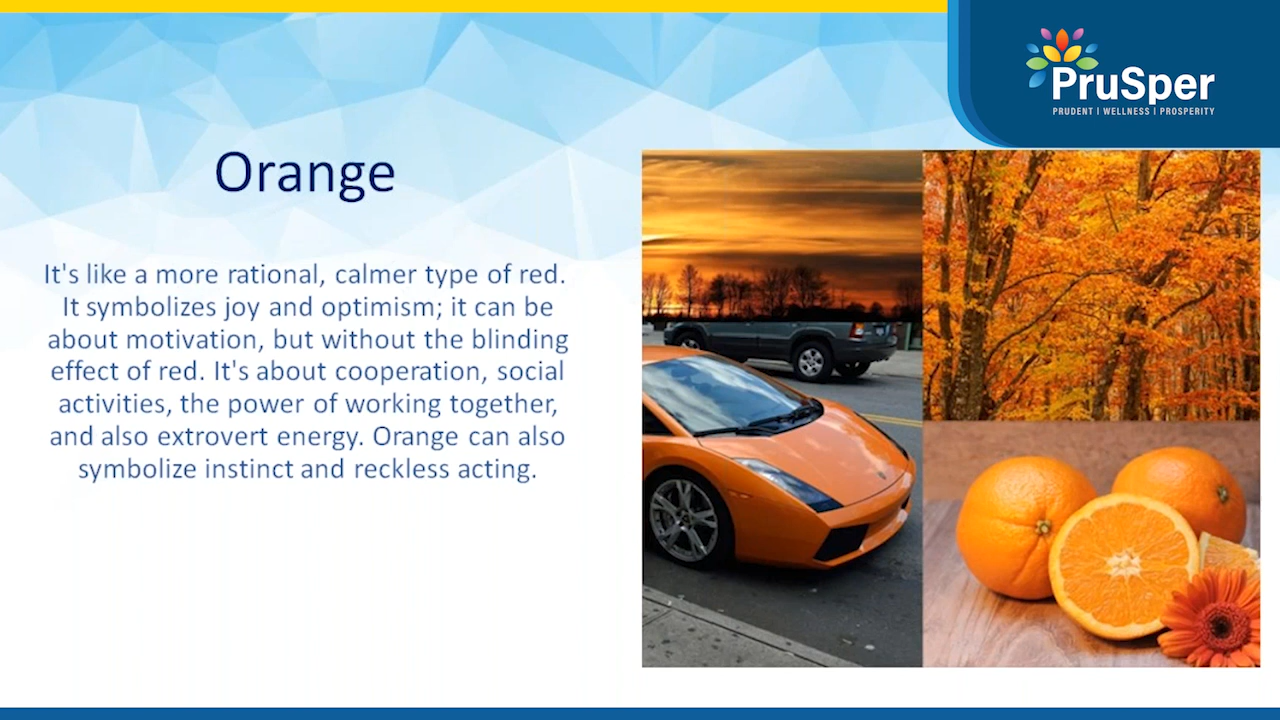 PruSper
PRUDENT | WELLNESS | PROSPERITY
Orange
It's like a more rational, calmer type of red.
It symbolizes joy and optimism; it can be
about motivation, but without the blinding
effect of red. It's about cooperation, social
activities, the power of working together,
and also extrovert energy. Orange can also
symbolize instinct and reckless acting.